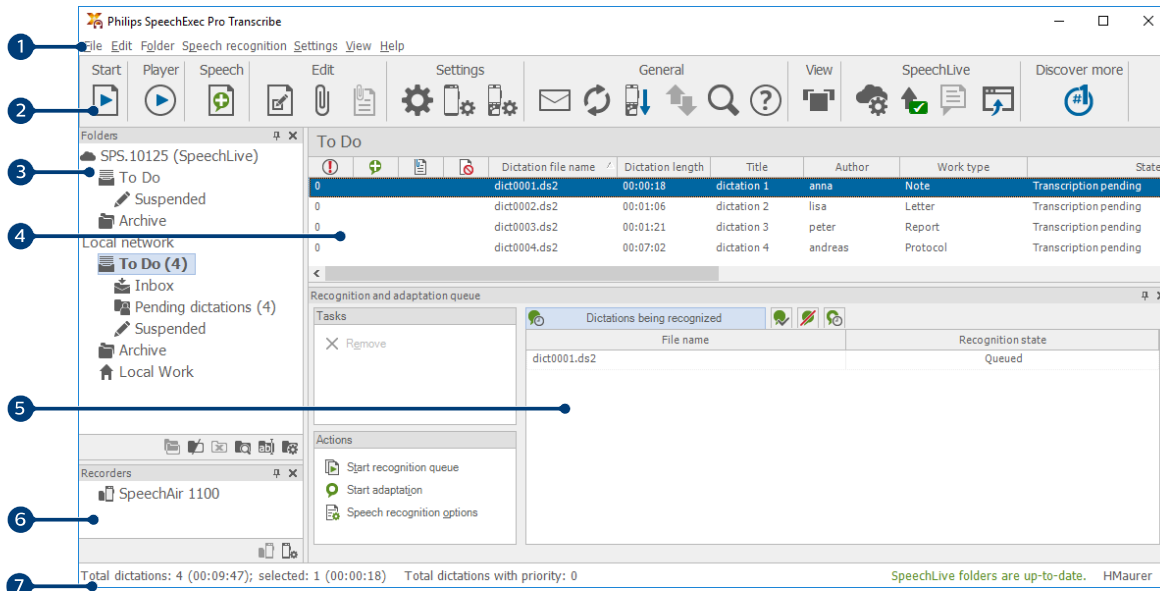 Philips SpeechExec Pro Transcribe
1
File Edit Folder Speech recognition Settings View Help
Start Player Speech Edit Settings General View SpeechLive Discover more
2
#1
Folders
To Do
SPS.10125 (SpeechLive)
Dictation file name Dictation length Title Author Work type State
3
To Do
0 dict0001.ds2 00:00:18 dictation 1 anna Note Transcription pending
Suspended
0 dict0002.ds2 00:01:06 dictation 2 lisa Letter Transcription pending
Archive
0 dict0003.ds2 00:01:21 dictation 3 peter Report Transcription pending
4
Local network
0 dict0004.ds2 00:07:02 dictation 4 andreas Protocol Transcription pending
To Do (4)
Inbox
Pending dictations (4)
Suspended
Archive
Local Work
Recognition and adaptation queue
Tasks
Remove
Dictations being recognized
File name Recognition state
dict0001.ds2 Queued
5
Actions
Start recognition queue
Start adaptation
Speech recognition options
Recorders
SpeechAir 1100
6
Total dictations: 4 (00:09:47); selected: 1 (00:00:18) Total dictations with priority: 0 SpeechLive folders are up-to-date. HMaurer
7